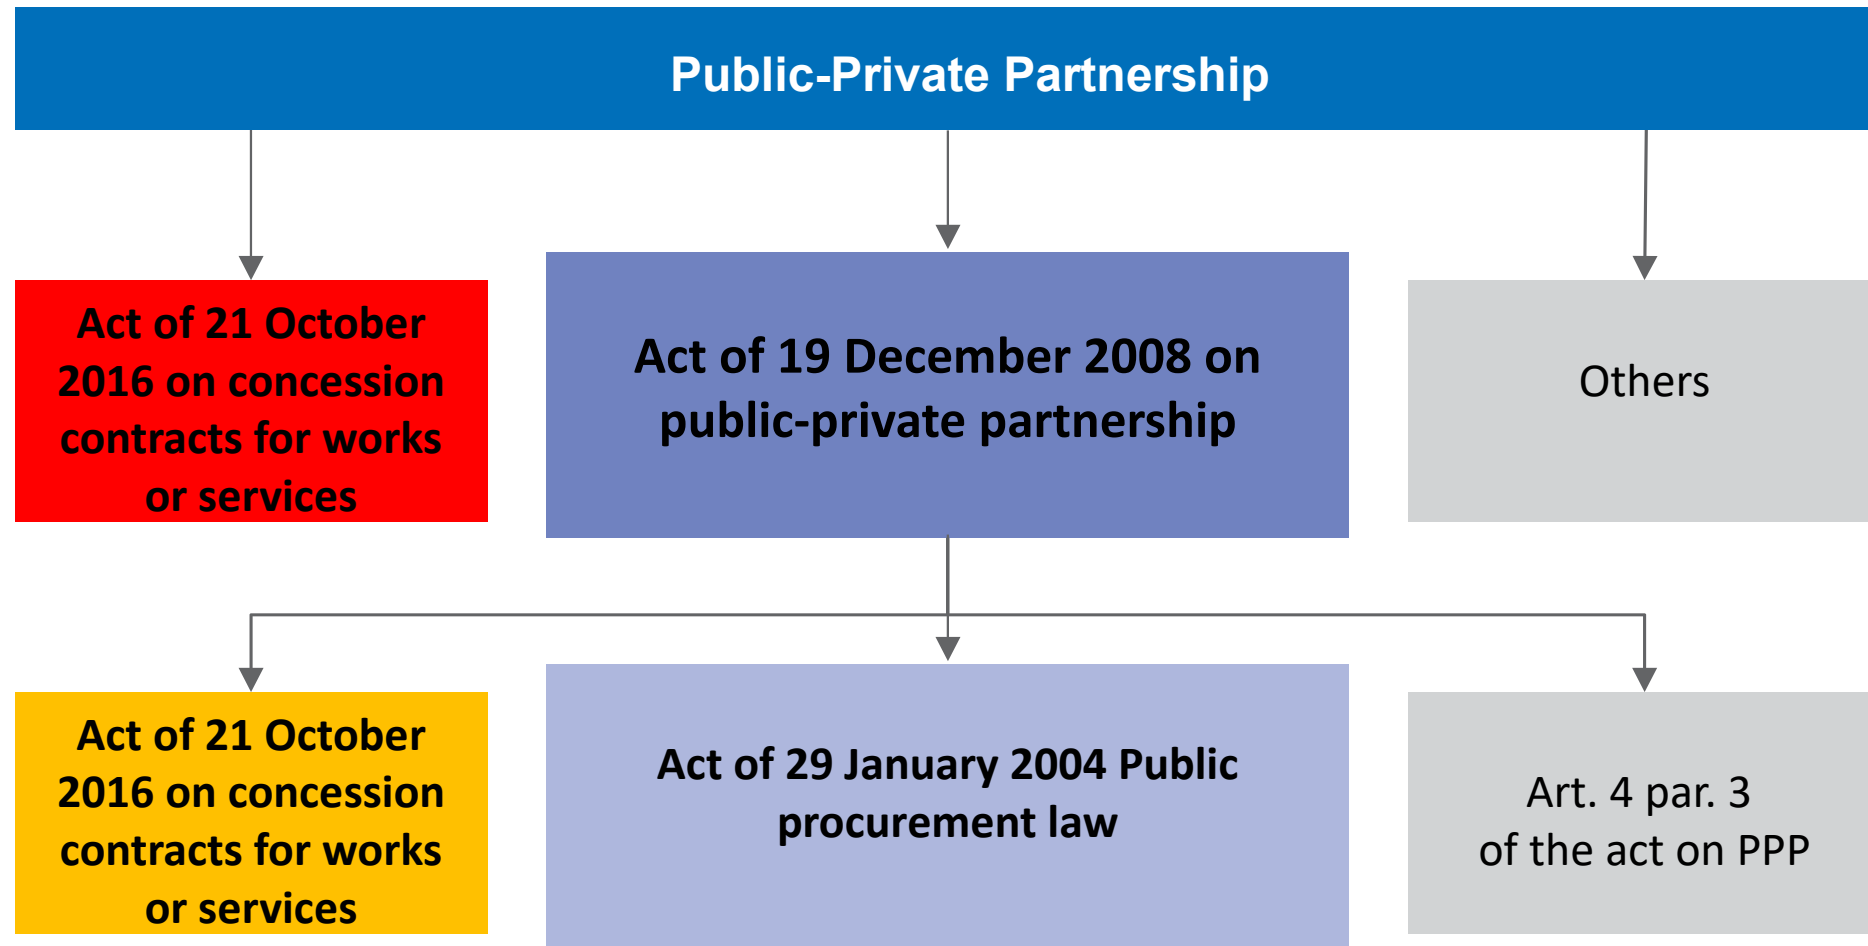 Public-Private Partnership
Act of 21 October
2016 on concession
contracts for works
or services
Act of 19 December 2008 on
public-private partnership
Others
Act of 21 October
2016 on concession
contracts for works
or services
Act of 29 January 2004 Public
procurement law
Art. 4 par. 3
of the act on PPP